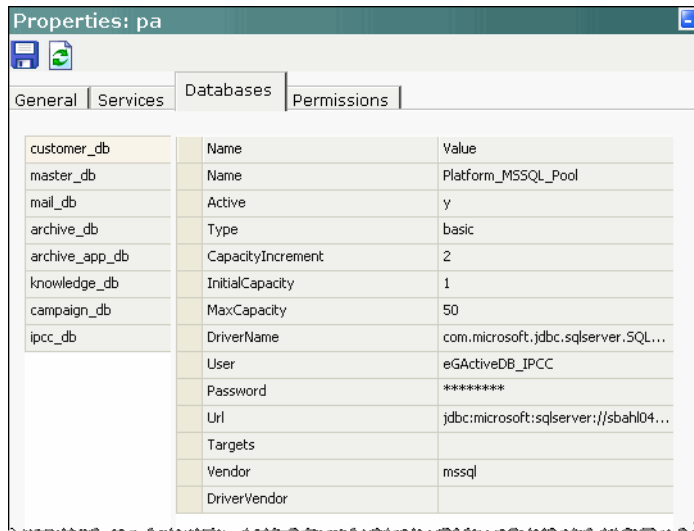 Properties: pa
General Services Databases Permissions
customer_db
master_db
mail_db
archive_db
archive_app_db
knowledge_db
campaign_db
ipcc_db
Name Value
Name Platform_MSSQL_Pool
Active y
Type basic
CapacityIncrement 2
InitialCapacity 1
MaxCapacity 50
DriverName com.microsoft.jdbc.sqlserver.SQL...
User eGActiveDB_IPCC
Password ********
Url jdbc:microsoft:sqlserver://sbahl04...
Targets
Vendor mssql
DriverVendor